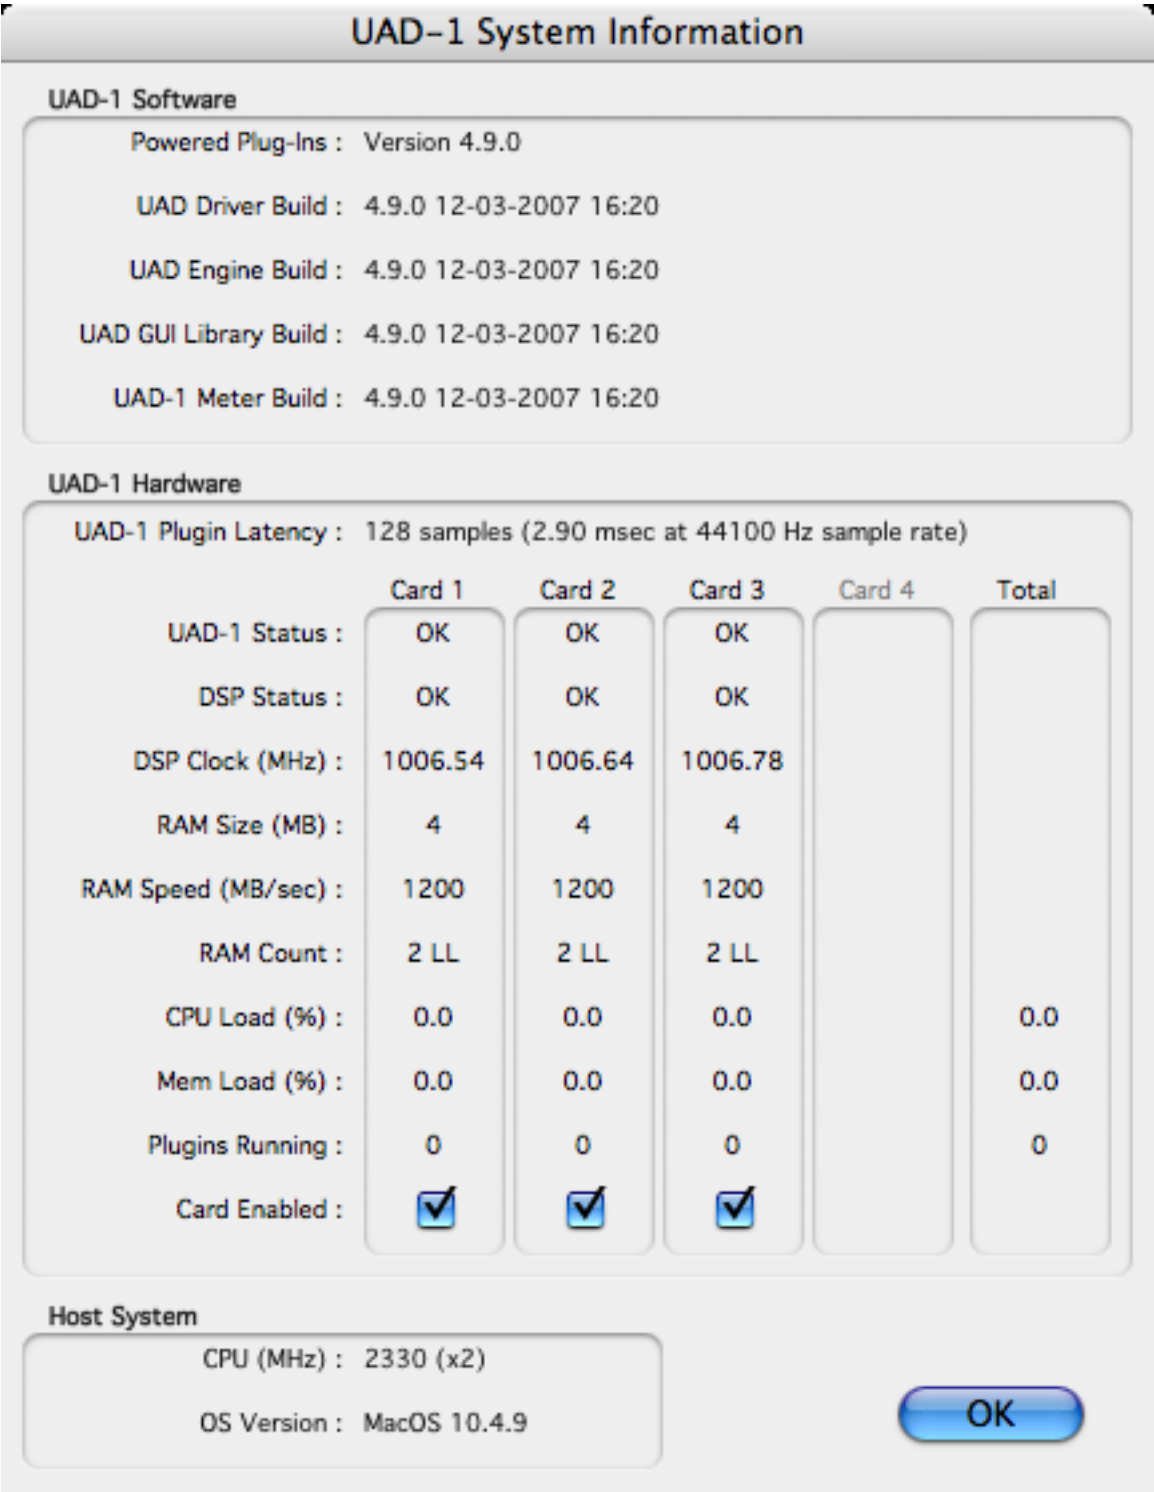 UAD-1 System Information
UAD-1 Software
Powered Plug-Ins : Version 4.9.0
UAD Driver Build : 4.9.0 12-03-2007 16:20
UAD Engine Build : 4.9.0 12-03-2007 16:20
UAD GUI Library Build : 4.9.0 12-03-2007 16:20
UAD-1 Meter Build : 4.9.0 12-03-2007 16:20
UAD-1 Hardware
UAD-1 Plugin Latency : 128 samples (2.90 msec at 44100 Hz sample rate)
Card 1 Card 2 Card 3 Card 4 Total
UAD-1 Status : OK OK OK
DSP Status : OK OK OK
DSP Clock (MHz) : 1006.54 1006.64 1006.78
RAM Size (MB) : 4 4 4
RAM Speed (MB/sec) : 1200 1200 1200
RAM Count : 2 LL 2 LL 2 LL
CPU Load (%) : 0.0 0.0 0.0 0.0
Mem Load (%) : 0.0 0.0 0.0 0.0
Plugins Running : 0 0 0 0
Card Enabled :
Host System
CPU (MHz) : 2330 (x2)
OS Version : MacOS 10.4.9
OK